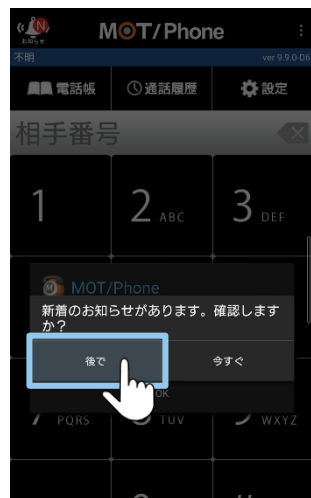 N
お知らせ
MOT/Phone
不明
ver 9.9.0-D6
電話帳
通話履歴
設定
相手番号
1
2 ABC
3 DEF
MOT/Phone
新着のお知らせがあります。確認します
か?
後で
今すぐ
OK
PQRS
TUV
WXYZ